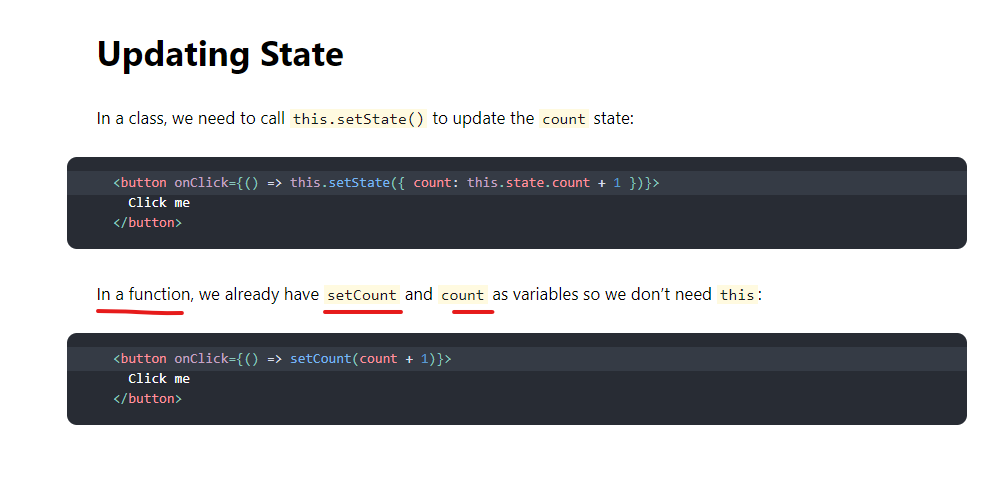 Updating State
In a class, we need to call this.setState() to update the count state:
<button onClick={() => this.setState({ count: this.state.count + 1 })}>
Click me
</button>
In a function, we already have setCount and count as variables so we don’t need this:
<button onClick={() => setCount(count + 1)}>
Click me
</button>